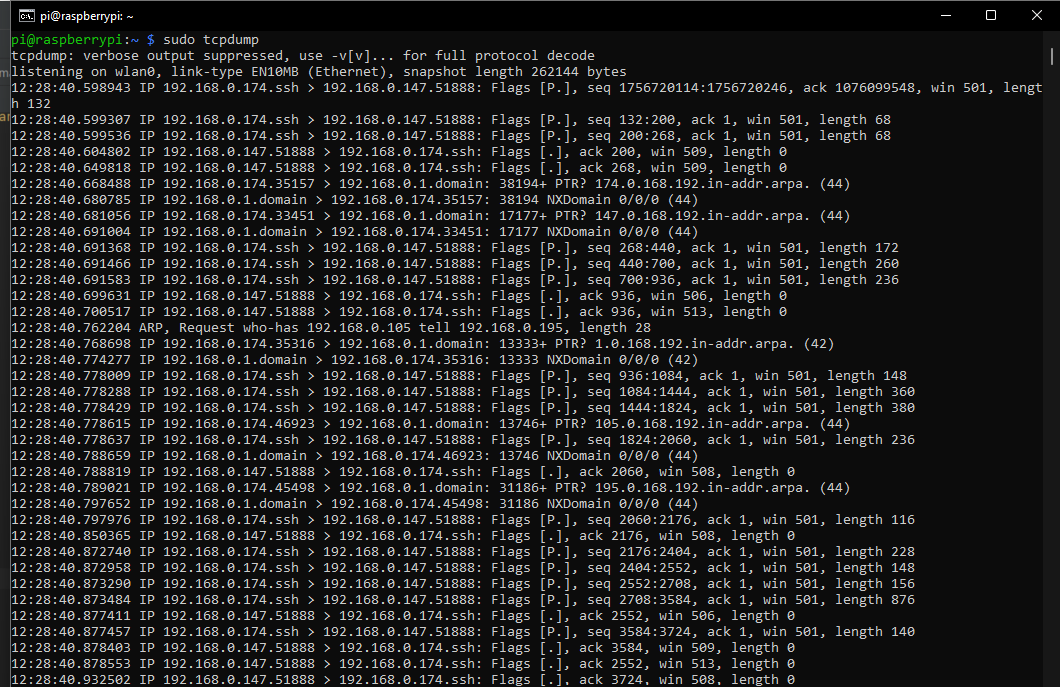 pi@raspberrypi: ~
pi@raspberrypi:~ $ sudo tcpdump
tcpdump: verbose output suppressed, use -v[v]... for full protocol decode
listening on wlan0, link-type EN10MB (Ethernet), snapshot length 262144 bytes
12:28:40.598943 IP 192.168.0.174.ssh > 192.168.0.147.51888: Flags [P.], seq 1756720114:1756720246, ack 1076099548, win 501, lengt
h 132
12:28:40.599307 IP 192.168.0.174.ssh > 192.168.0.147.51888: Flags [P.], seq 132:200, ack 1, win 501, length 68
12:28:40.599536 IP 192.168.0.174.ssh > 192.168.0.147.51888: Flags [P.], seq 200:268, ack 1, win 501, length 68
12:28:40.604802 IP 192.168.0.147.51888 > 192.168.0.174.ssh: Flags [.], ack 200, win 509, length 0
12:28:40.649818 IP 192.168.0.147.51888 > 192.168.0.174.ssh: Flags [.], ack 268, win 509, length 0
12:28:40.668488 IP 192.168.0.174.35157 > 192.168.0.1.domain: 38194+ PTR? 174.0.168.192.in-addr.arpa. (44)
12:28:40.680785 IP 192.168.0.1.domain > 192.168.0.174.35157: 38194 NXDomain 0/0/0 (44)
12:28:40.681056 IP 192.168.0.174.33451 > 192.168.0.1.domain: 17177+ PTR? 147.0.168.192.in-addr.arpa. (44)
12:28:40.691004 IP 192.168.0.1.domain > 192.168.0.174.33451: 17177 NXDomain 0/0/0 (44)
12:28:40.691368 IP 192.168.0.174.ssh > 192.168.0.147.51888: Flags [P.], seq 268:440, ack 1, win 501, length 172
12:28:40.691466 IP 192.168.0.174.ssh > 192.168.0.147.51888: Flags [P.], seq 440:700, ack 1, win 501, length 260
12:28:40.691583 IP 192.168.0.174.ssh > 192.168.0.147.51888: Flags [P.], seq 700:936, ack 1, win 501, length 236
12:28:40.699631 IP 192.168.0.147.51888 > 192.168.0.174.ssh: Flags [.], ack 936, win 506, length 0
12:28:40.700517 IP 192.168.0.147.51888 > 192.168.0.174.ssh: Flags [.], ack 936, win 513, length 0
12:28:40.762204 ARP, Request who-has 192.168.0.105 tell 192.168.0.195, length 28
12:28:40.768698 IP 192.168.0.174.35316 > 192.168.0.1.domain: 13333+ PTR? 1.0.168.192.in-addr.arpa. (42)
12:28:40.774277 IP 192.168.0.1.domain > 192.168.0.174.35316: 13333 NXDomain 0/0/0 (42)
12:28:40.778009 IP 192.168.0.174.ssh > 192.168.0.147.51888: Flags [P.], seq 936:1084, ack 1, win 501, length 148
12:28:40.778288 IP 192.168.0.174.ssh > 192.168.0.147.51888: Flags [P.], seq 1084:1444, ack 1, win 501, length 360
12:28:40.778429 IP 192.168.0.174.ssh > 192.168.0.147.51888: Flags [P.], seq 1444:1824, ack 1, win 501, length 380
12:28:40.778615 IP 192.168.0.174.46923 > 192.168.0.1.domain: 13746+ PTR? 105.0.168.192.in-addr.arpa. (44)
12:28:40.778637 IP 192.168.0.174.ssh > 192.168.0.147.51888: Flags [P.], seq 1824:2060, ack 1, win 501, length 236
12:28:40.788659 IP 192.168.0.1.domain > 192.168.0.174.46923: 13746 NXDomain 0/0/0 (44)
12:28:40.788819 IP 192.168.0.147.51888 > 192.168.0.174.ssh: Flags [.], ack 2060, win 508, length 0
12:28:40.789021 IP 192.168.0.174.45498 > 192.168.0.1.domain: 31186+ PTR? 195.0.168.192.in-addr.arpa. (44)
12:28:40.797652 IP 192.168.0.1.domain > 192.168.0.174.45498: 31186 NXDomain 0/0/0 (44)
12:28:40.797976 IP 192.168.0.174.ssh > 192.168.0.147.51888: Flags [P.], seq 2060:2176, ack 1, win 501, length 116
12:28:40.850365 IP 192.168.0.147.51888 > 192.168.0.174.ssh: Flags [.], ack 2176, win 508, length 0
12:28:40.872740 IP 192.168.0.174.ssh > 192.168.0.147.51888: Flags [P.], seq 2176:2404, ack 1, win 501, length 228
12:28:40.872958 IP 192.168.0.174.ssh > 192.168.0.147.51888: Flags [P.], seq 2404:2552, ack 1, win 501, length 148
12:28:40.873290 IP 192.168.0.174.ssh > 192.168.0.147.51888: Flags [P.], seq 2552:2708, ack 1, win 501, length 156
12:28:40.873484 IP 192.168.0.174.ssh > 192.168.0.147.51888: Flags [P.], seq 2708:3584, ack 1, win 501, length 876
12:28:40.877411 IP 192.168.0.147.51888 > 192.168.0.174.ssh: Flags [.], ack 2552, win 506, length 0
12:28:40.877457 IP 192.168.0.174.ssh > 192.168.0.147.51888: Flags [P.], seq 3584:3724, ack 1, win 501, length 140
12:28:40.878403 IP 192.168.0.147.51888 > 192.168.0.174.ssh: Flags [.], ack 3584, win 509, length 0
12:28:40.878553 IP 192.168.0.147.51888 > 192.168.0.174.ssh: Flags [.], ack 2552, win 513, length 0
12:28:40.932502 IP 192.168.0.147.51888 > 192.168.0.174.ssh: Flags [.], ack 3724, win 508, length 0